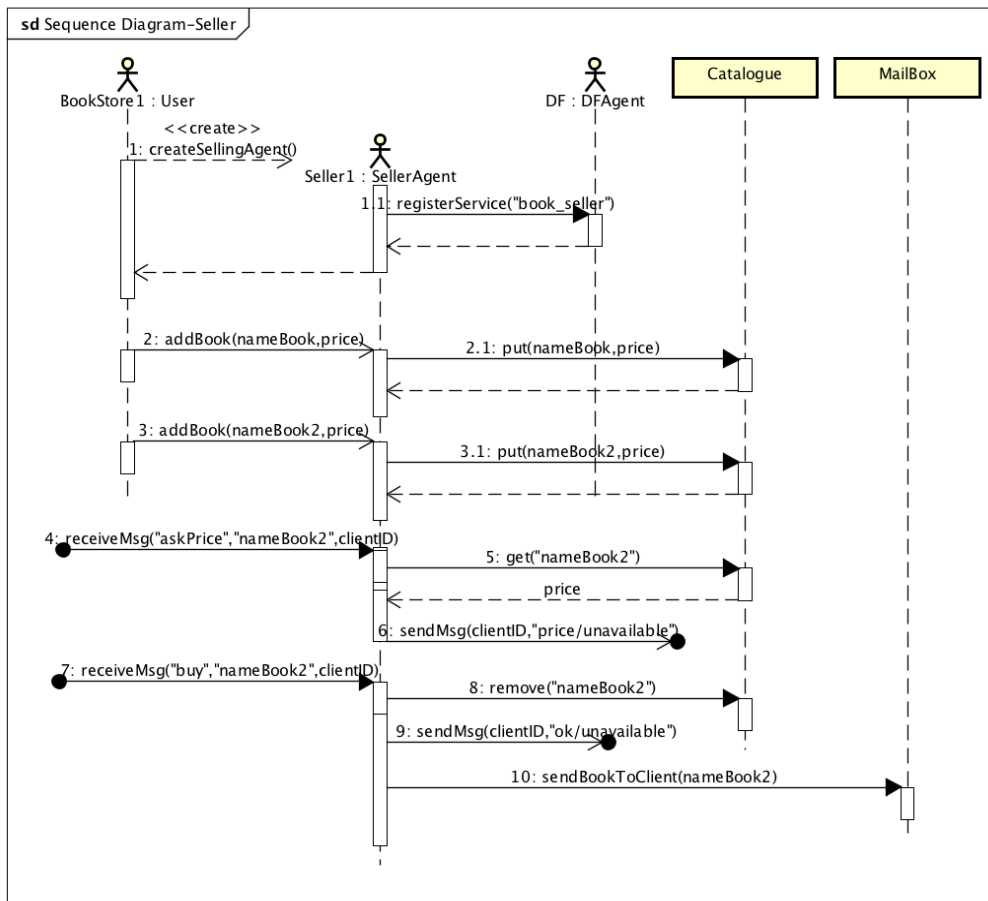 sd Sequence Diagram-Seller
BookStore1 : User
DF : DFAgent
Catalogue
MailBox
<<create>>
1: createSellingAgent()
Seller1 : SellerAgent
1.1: registerService("book_seller")
2: addBook(nameBook,price)
2.1: put(nameBook,price)
3: addBook(nameBook2,price)
3.1: put(nameBook2,price)
4: receiveMsg("askPrice","nameBook2",clientID)
5: get("nameBook2")
price
6: sendMsg(clientID,"price/unavailable")
7: receiveMsg("buy","nameBook2",clientID)
8: remove("nameBook2")
9: sendMsg(clientID,"ok/unavailable")
10: sendBookToClient(nameBook2)